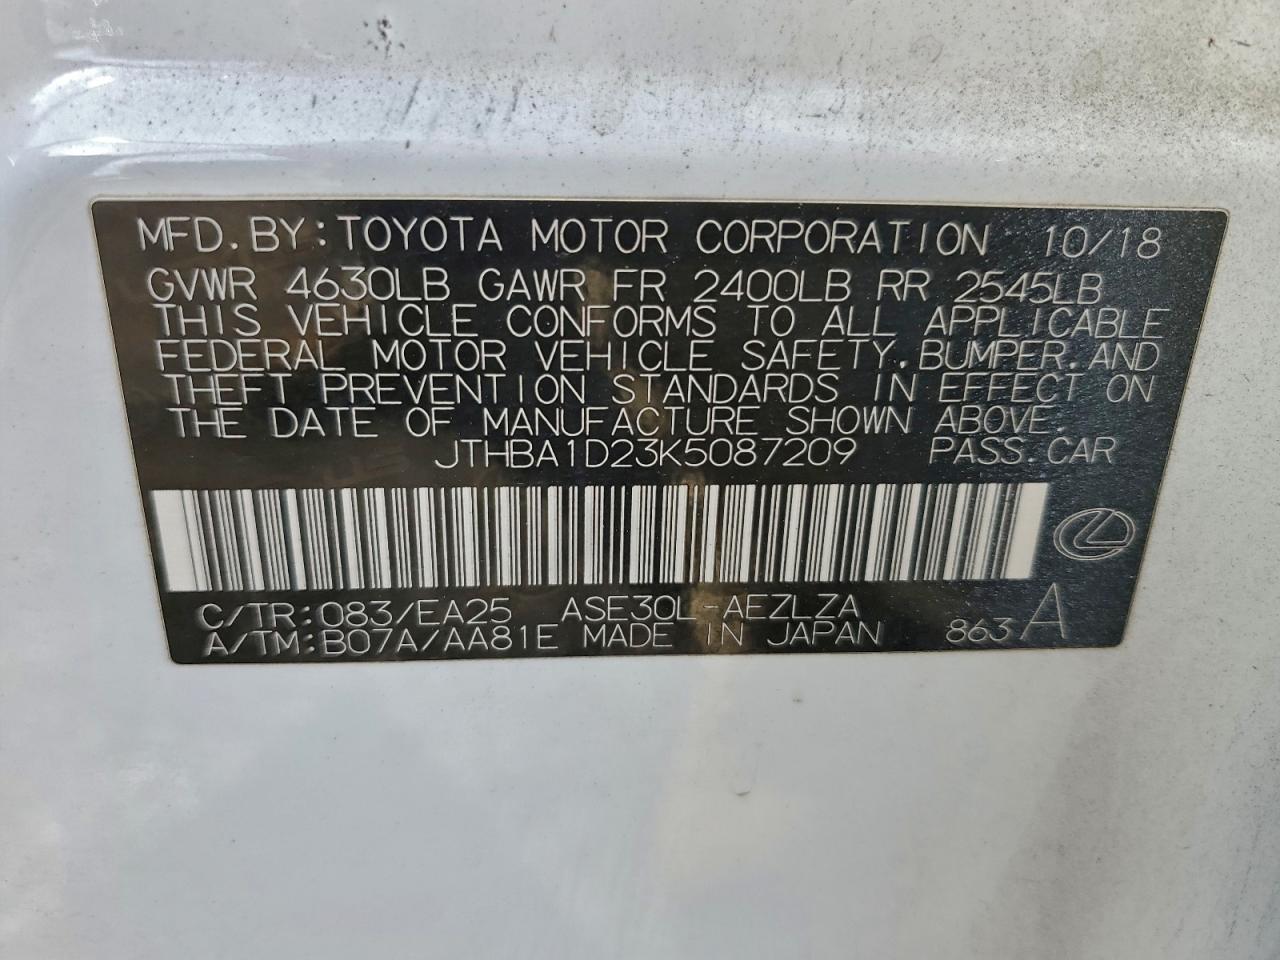 MFD. BY: TOYOTA MOTOR CORPORATION 10/18
GVWR 4630LB GAWR FR 2400LB RR 2545LB
THIS VEHICLE CONFORMS TO ALL APPLICABLE
FEDERAL MOTOR VEHICLE SAFETY, BUMPER, AND
THEFT PREVENTION STANDARDS IN EFFECT ON
THE DATE OF MANUFACTURE SHOWN ABOVE.
JTHBA1D23K5087209 PASS. CAR
C/TR: 083/EA25 ASE30L-AEZLZA
A/TM: B07A/AA81E MADE IN JAPAN 863 A